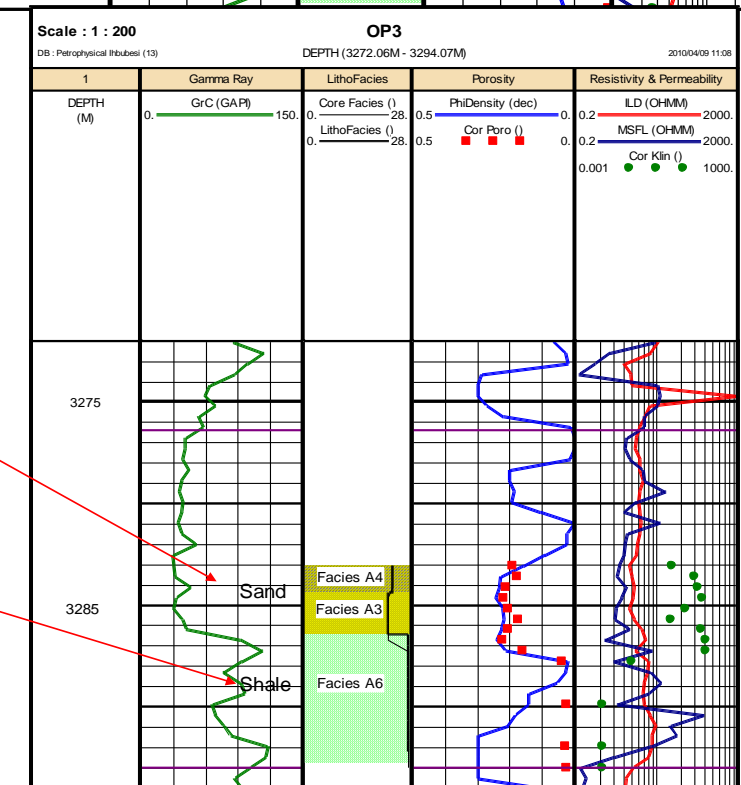 Scale : 1 : 200
OP3
DB : Petrophysical Ihbubesi (13)
DEPTH (3272.06M - 3294.07M)
2010/04/09 11:08
1
Gamma Ray
LithoFacies
Porosity
Resistivity & Permeability
DEPTH
(M)
GrC (GAPI)
0. 150.
Core Facies ()
0. 28.
LithoFacies ()
0. 28.
PhiDensity (dec)
0.5 0.
Cor Poro ()
0.5 0.
ILD (OHMM)
0.2 2000.
MSFL (OHMM)
0.2 2000.
Cor Klin ()
0.001 1000.
3275
Facies A4
Sand
3285
Facies A3
Shale
Facies A6